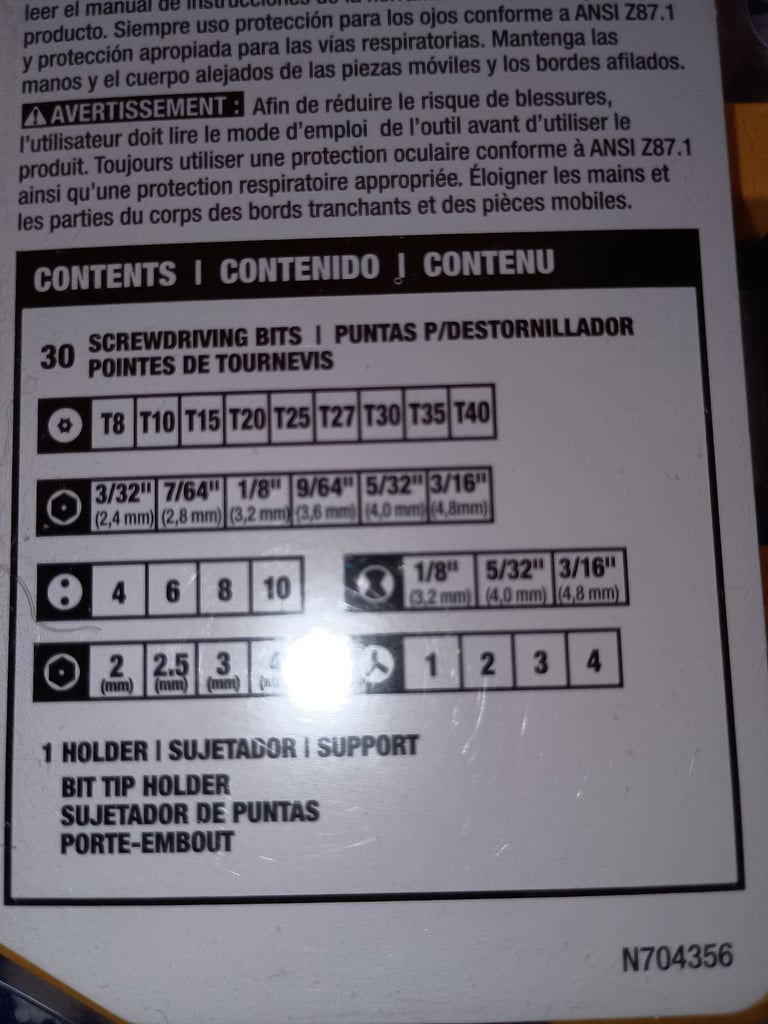 leer el manual de
producto. Siempre uso protección para los ojos conforme a ANSI Z87.1
y protección apropiada para las vías respiratorias. Mantenga las
manos y el cuerpo alejados de las piezas móviles y los bordes afilados.
AVERTISSEMENT : Afin de réduire le risque de blessures,
l'utilisateur doit lire le mode d'emploi de l'outil avant d'utiliser le
produit. Toujours utiliser une protection oculaire conforme à ANSI Z87.1
ainsi qu'une protection respiratoire appropriée. Éloigner les mains et
les parties du corps des bords tranchants et des pièces mobiles.
CONTENTS | CONTENIDO | CONTENU
30 SCREWDRIVING BITS | PUNTAS P/DESTORNILLADOR
POINTES DE TOURNEVIS
T8 T10 T15 T20 T25 T27 T30 T35 T40
3/32" 7/64" 1/8" 9/64" 5/32" 3/16"
(2,4 mm) (2,8 mm) (3,2 mm) (3,6 mm) (4,0 mm) (4,8mm)
4 6 8 10
1/8" 5/32" 3/16"
(3,2 mm) (4,0 mm) (4,8 mm)
2 2.5 3 4
(mm) (mm) (mm)
1 2 3 4
1 HOLDER | SUJETADOR | SUPPORT
BIT TIP HOLDER
SUJETADOR DE PUNTAS
PORTE-EMBOUT
N704356